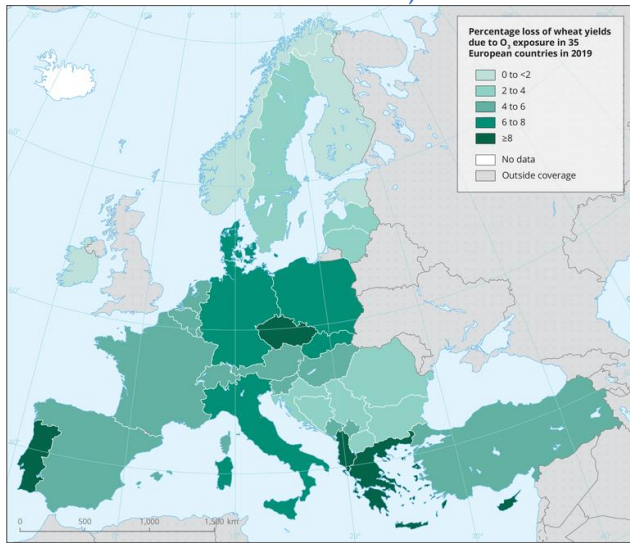 Percentage loss of wheat yields
due to O₃ exposure in 35
European countries in 2019
0 to <2
2 to 4
4 to 6
6 to 8
≥8
No data
Outside coverage
0 500 1,000 1,500 km